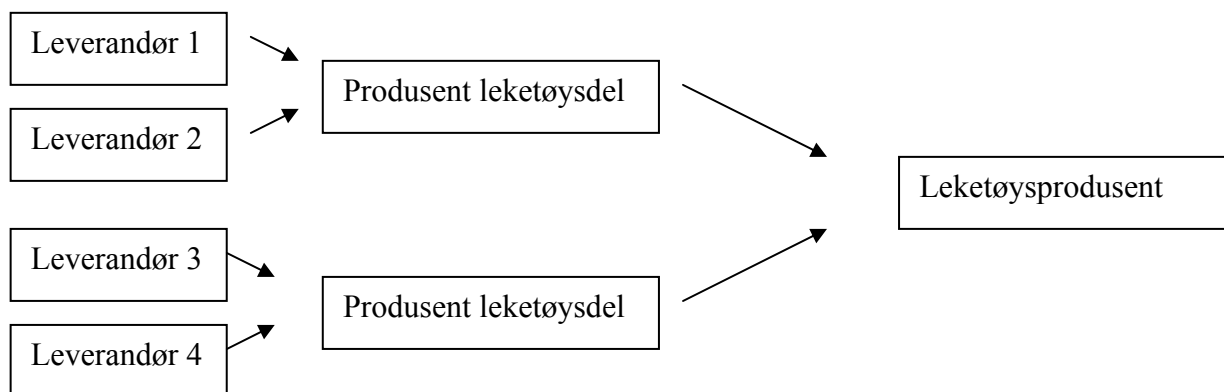 Leverandør 1
Leverandør 2
Produsent leketøysdel
Leverandør 3
Leverandør 4
Produsent leketøysdel
Leketøysprodusent